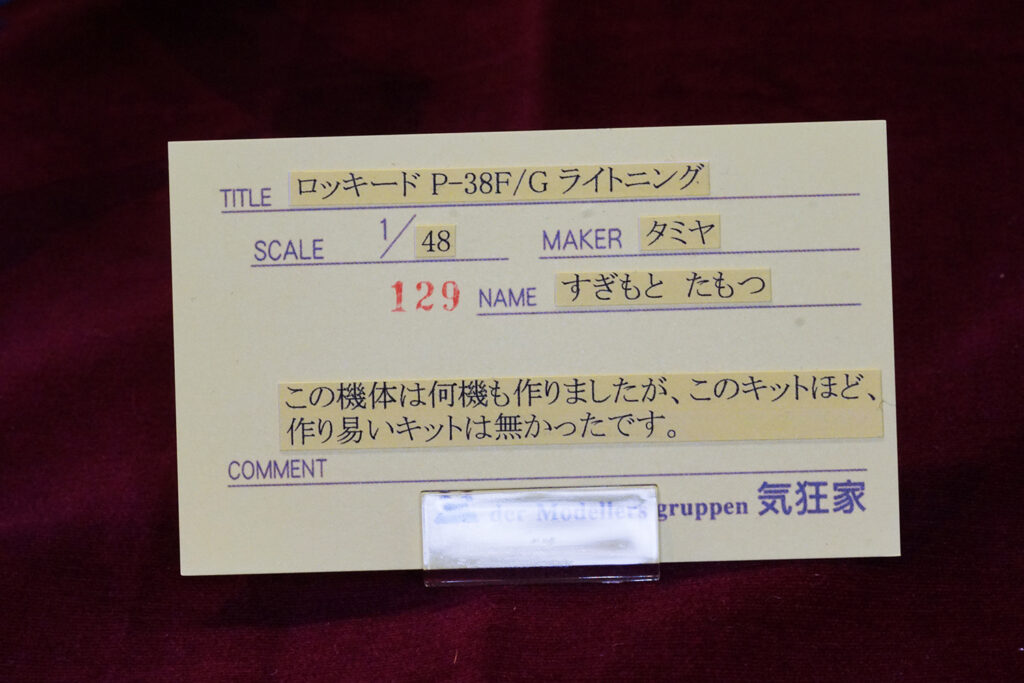 TITLE ロッキード P-38F/G ライトニング
SCALE 1/48 MAKER タミヤ
129 NAME すぎもと たもつ
この機体は何機も作りましたが、このキットほど、
作り易いキットは無かったです。
COMMENT
der Modellers gruppen 気狂家